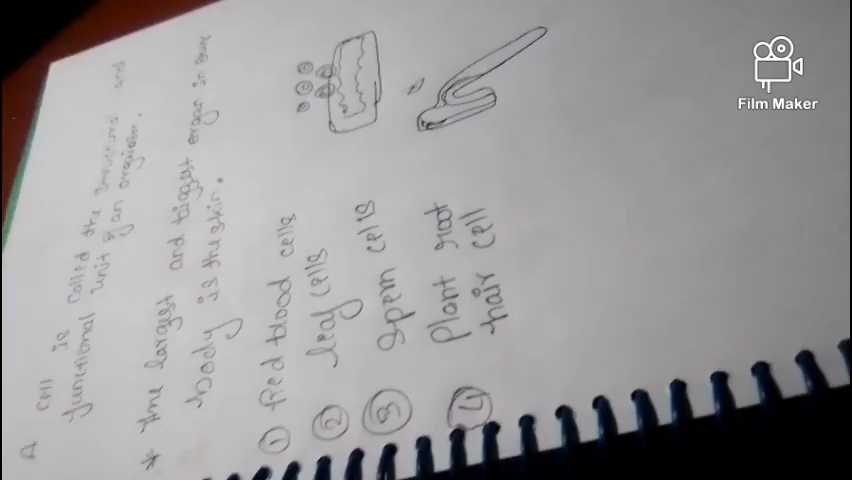 A cell is called the structural and
functional unit of an organism.
* The largest and biggest organ in our
body is the skin.
① Red blood cells
② leaf cells
③ Sperm cells
④ Plant root
hair cell
Film Maker